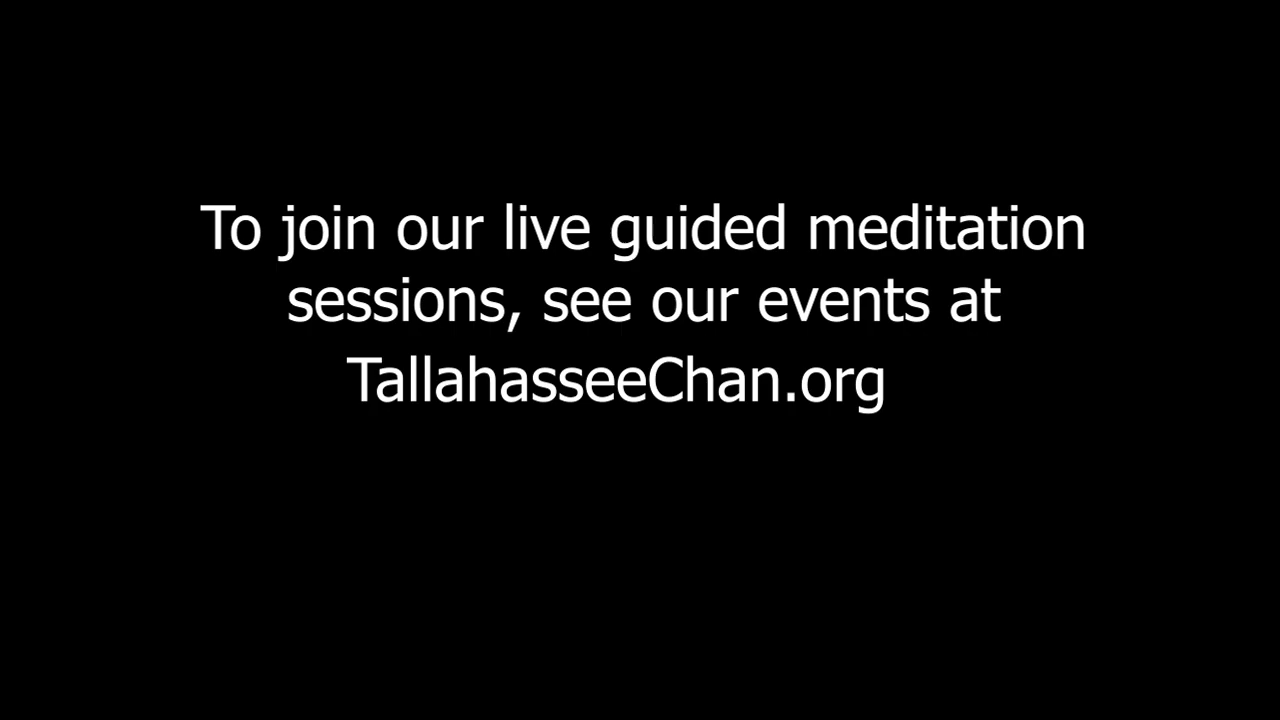 To join our live guided meditation
sessions, see our events at
TallahasseeChan.org